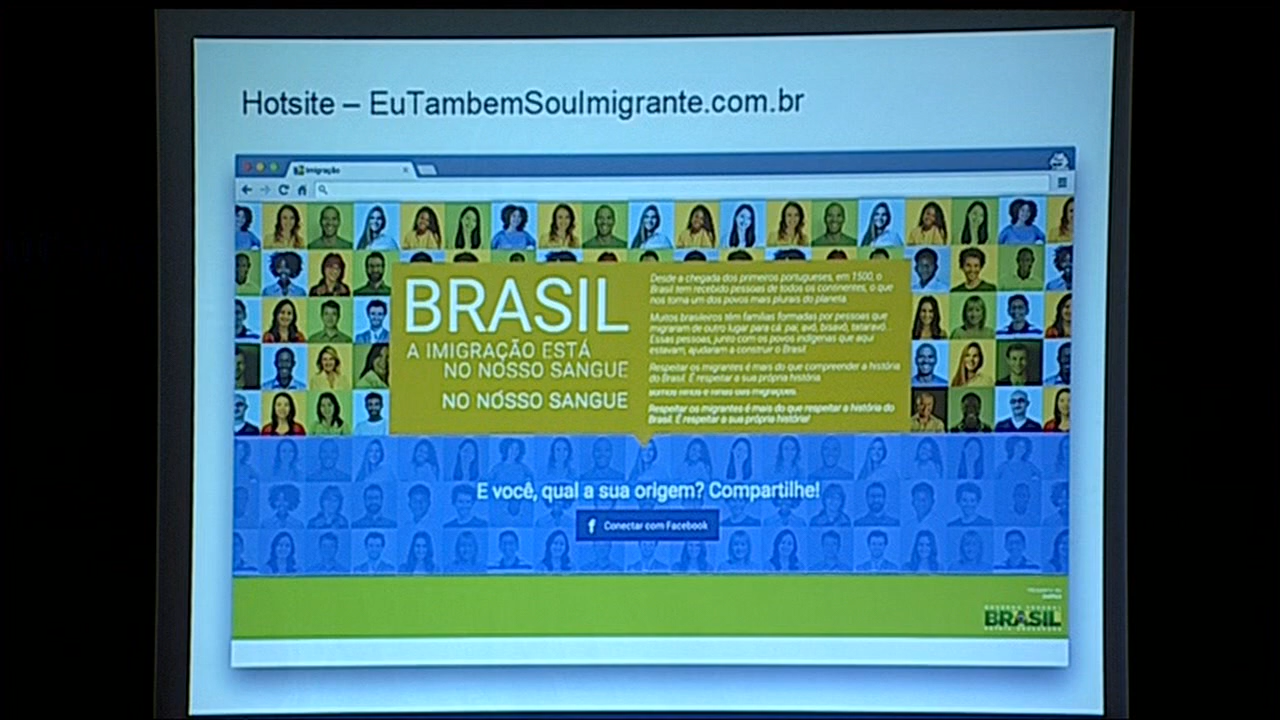 Hotsite – EuTambemSouImigrante.com.br
imigração
BRASIL
A IMIGRAÇÃO ESTÁ
NO NOSSO SANGUE
NO NOSSO SANGUE
Desde a chegada dos primeiros portugueses, em 1500, o
Brasil tem recebido pessoas de todos os continentes, o que
nos torna um dos povos mais plurais do planeta.
Muitos brasileiros têm famílias formadas por pessoas que
migraram de outro lugar para cá: pai, avô, bisavô, tataravô...
Essas pessoas, junto com os povos indígenas que aqui
estavam, ajudaram a construir o Brasil.
Respeitar os migrantes é mais do que compreender a história
do Brasil. É respeitar a sua própria história.
Respeitar os migrantes é mais do que respeitar a história do
Brasil. É respeitar a sua própria história!
E você, qual a sua origem? Compartilhe!
f Conectar com Facebook
BRASIL